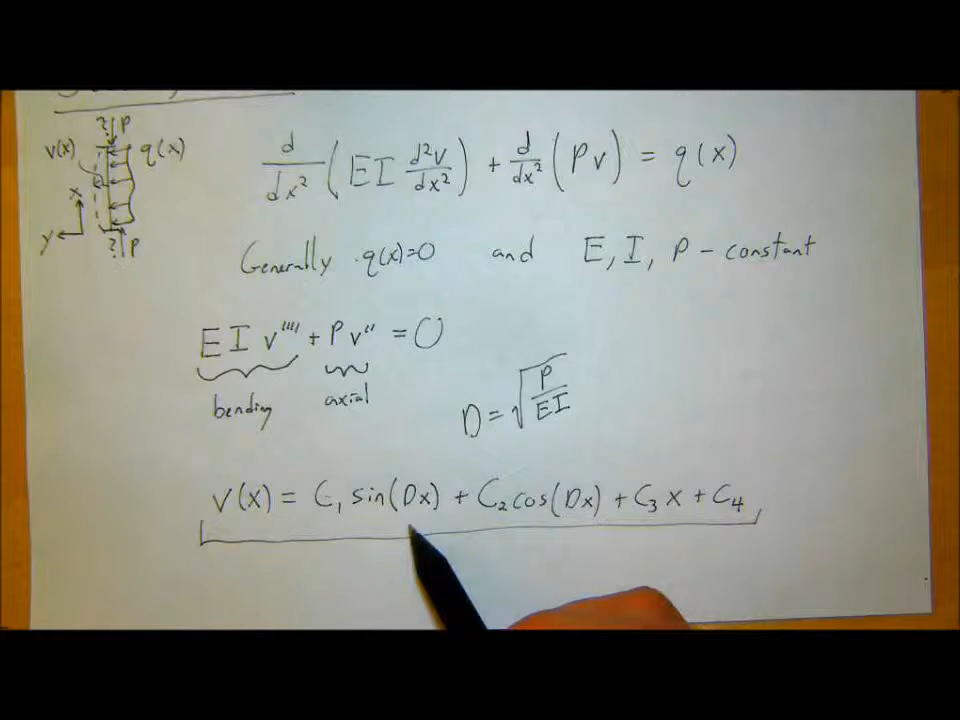 ? P
v(x) q(x)
x
y ? P
d/dx² ( EI d²v/dx² ) + d/dx² ( Pv ) = q(x)
Generally q(x)=0 and E, I, P - constant
EI v'''' + Pv'' = 0
bending axial
D = √(P/EI)
v(x) = C₁ sin(Dx) + C₂ cos(Dx) + C₃ x + C₄